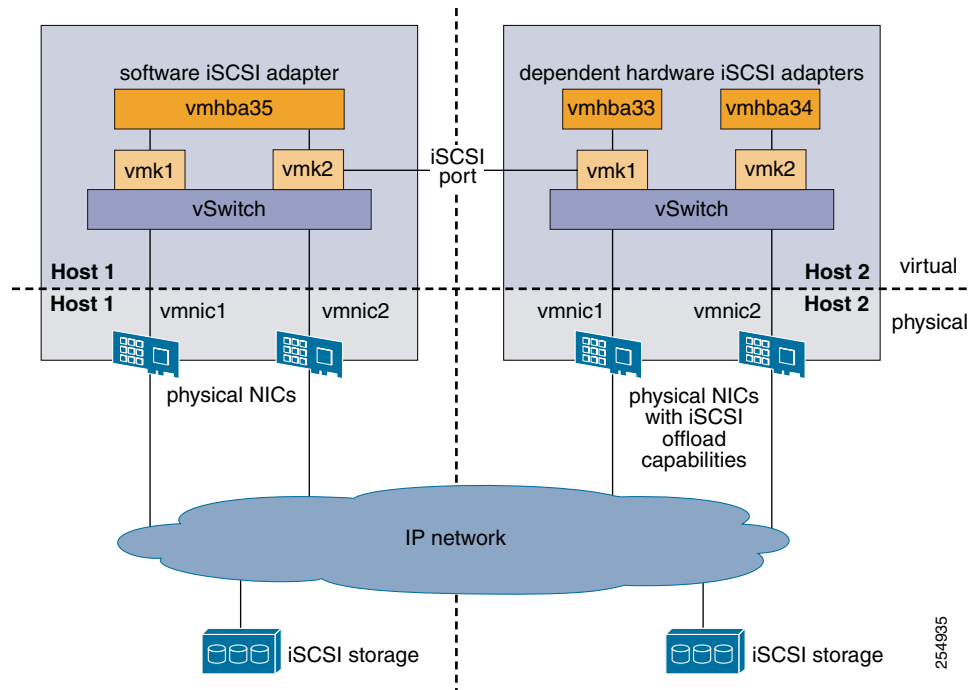 software iSCSI adapter
vmhba35
vmk1
vmk2
vSwitch
Host 1
Host 1
vmnic1
vmnic2
physical NICs
iSCSI
port
dependent hardware iSCSI adapters
vmhba33
vmhba34
vmk1
vmk2
vSwitch
Host 2
virtual
Host 2
physical
vmnic1
vmnic2
physical NICs
with iSCSI
offload
capabilities
IP network
iSCSI storage
iSCSI storage
254935